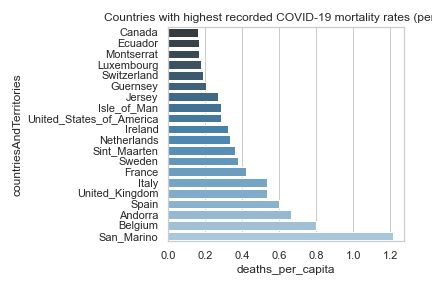 Countries with highest recorded COVID-19 mortality rates (per
countriesAndTerritories
Canada
Ecuador
Montserrat
Luxembourg
Switzerland
Guernsey
Jersey
Isle_of_Man
United_States_of_America
Ireland
Netherlands
Sint_Maarten
Sweden
France
Italy
United_Kingdom
Spain
Andorra
Belgium
San_Marino
0.0 0.2 0.4 0.6 0.8 1.0 1.2
deaths_per_capita